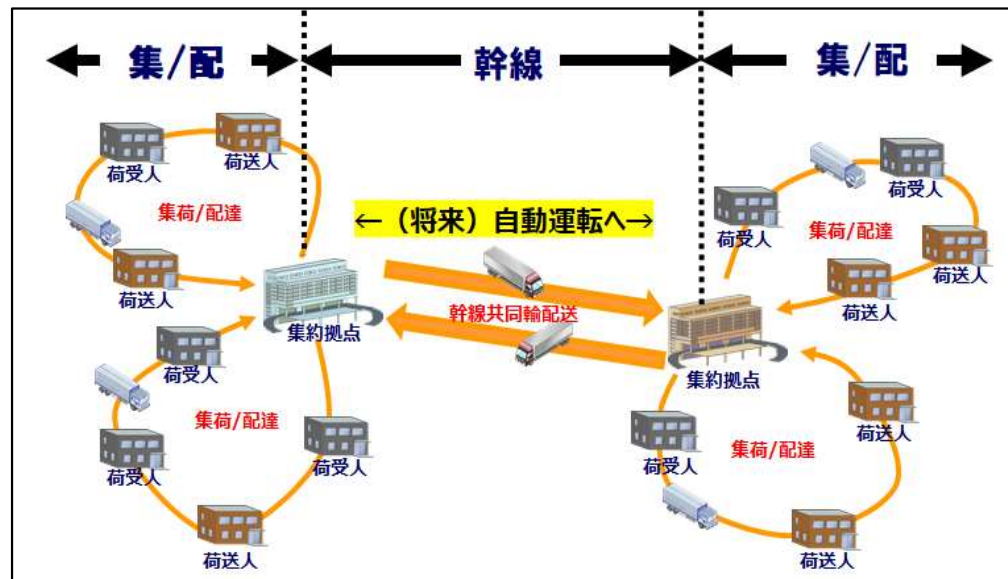 集/配
幹線
集/配
荷受人
荷送人
集荷/配達
荷送人
←（将来）自動運転へ→
荷受人
荷受人
集荷/配達
荷送人
荷送人
集約拠点
幹線共同輸配送
集約拠点
荷受人
集荷/配達
荷受人
荷受人
荷送人
荷送人
荷受人
集荷/配達
荷送人